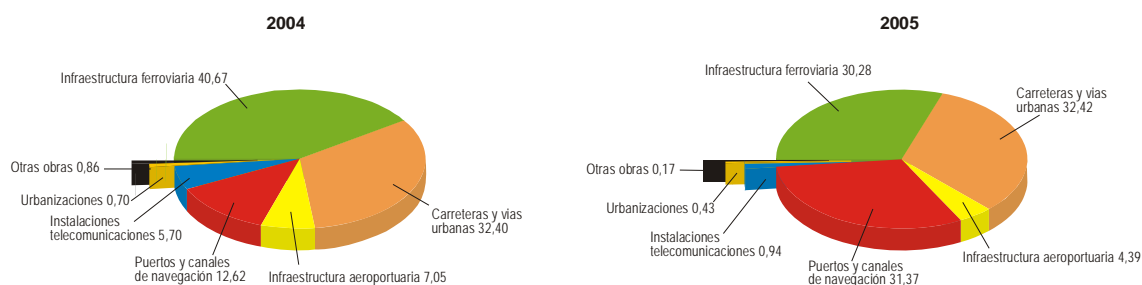 2004
Infraestructura ferroviaria 40,67
Otras obras 0,86
Urbanizaciones 0,70
Instalaciones
telecomunicaciones 5,70
Puertos y canales
de navegación 12,62
Infraestructura aeroportuaria 7,05
Carreteras y vias
urbanas 32,40
2005
Infraestructura ferroviaria 30,28
Carreteras y vias
urbanas 32,42
Otras obras 0,17
Urbanizaciones 0,43
Instalaciones
telecomunicaciones 0,94
Puertos y canales
de navegación 31,37
Infraestructura aeroportuaria 4,39